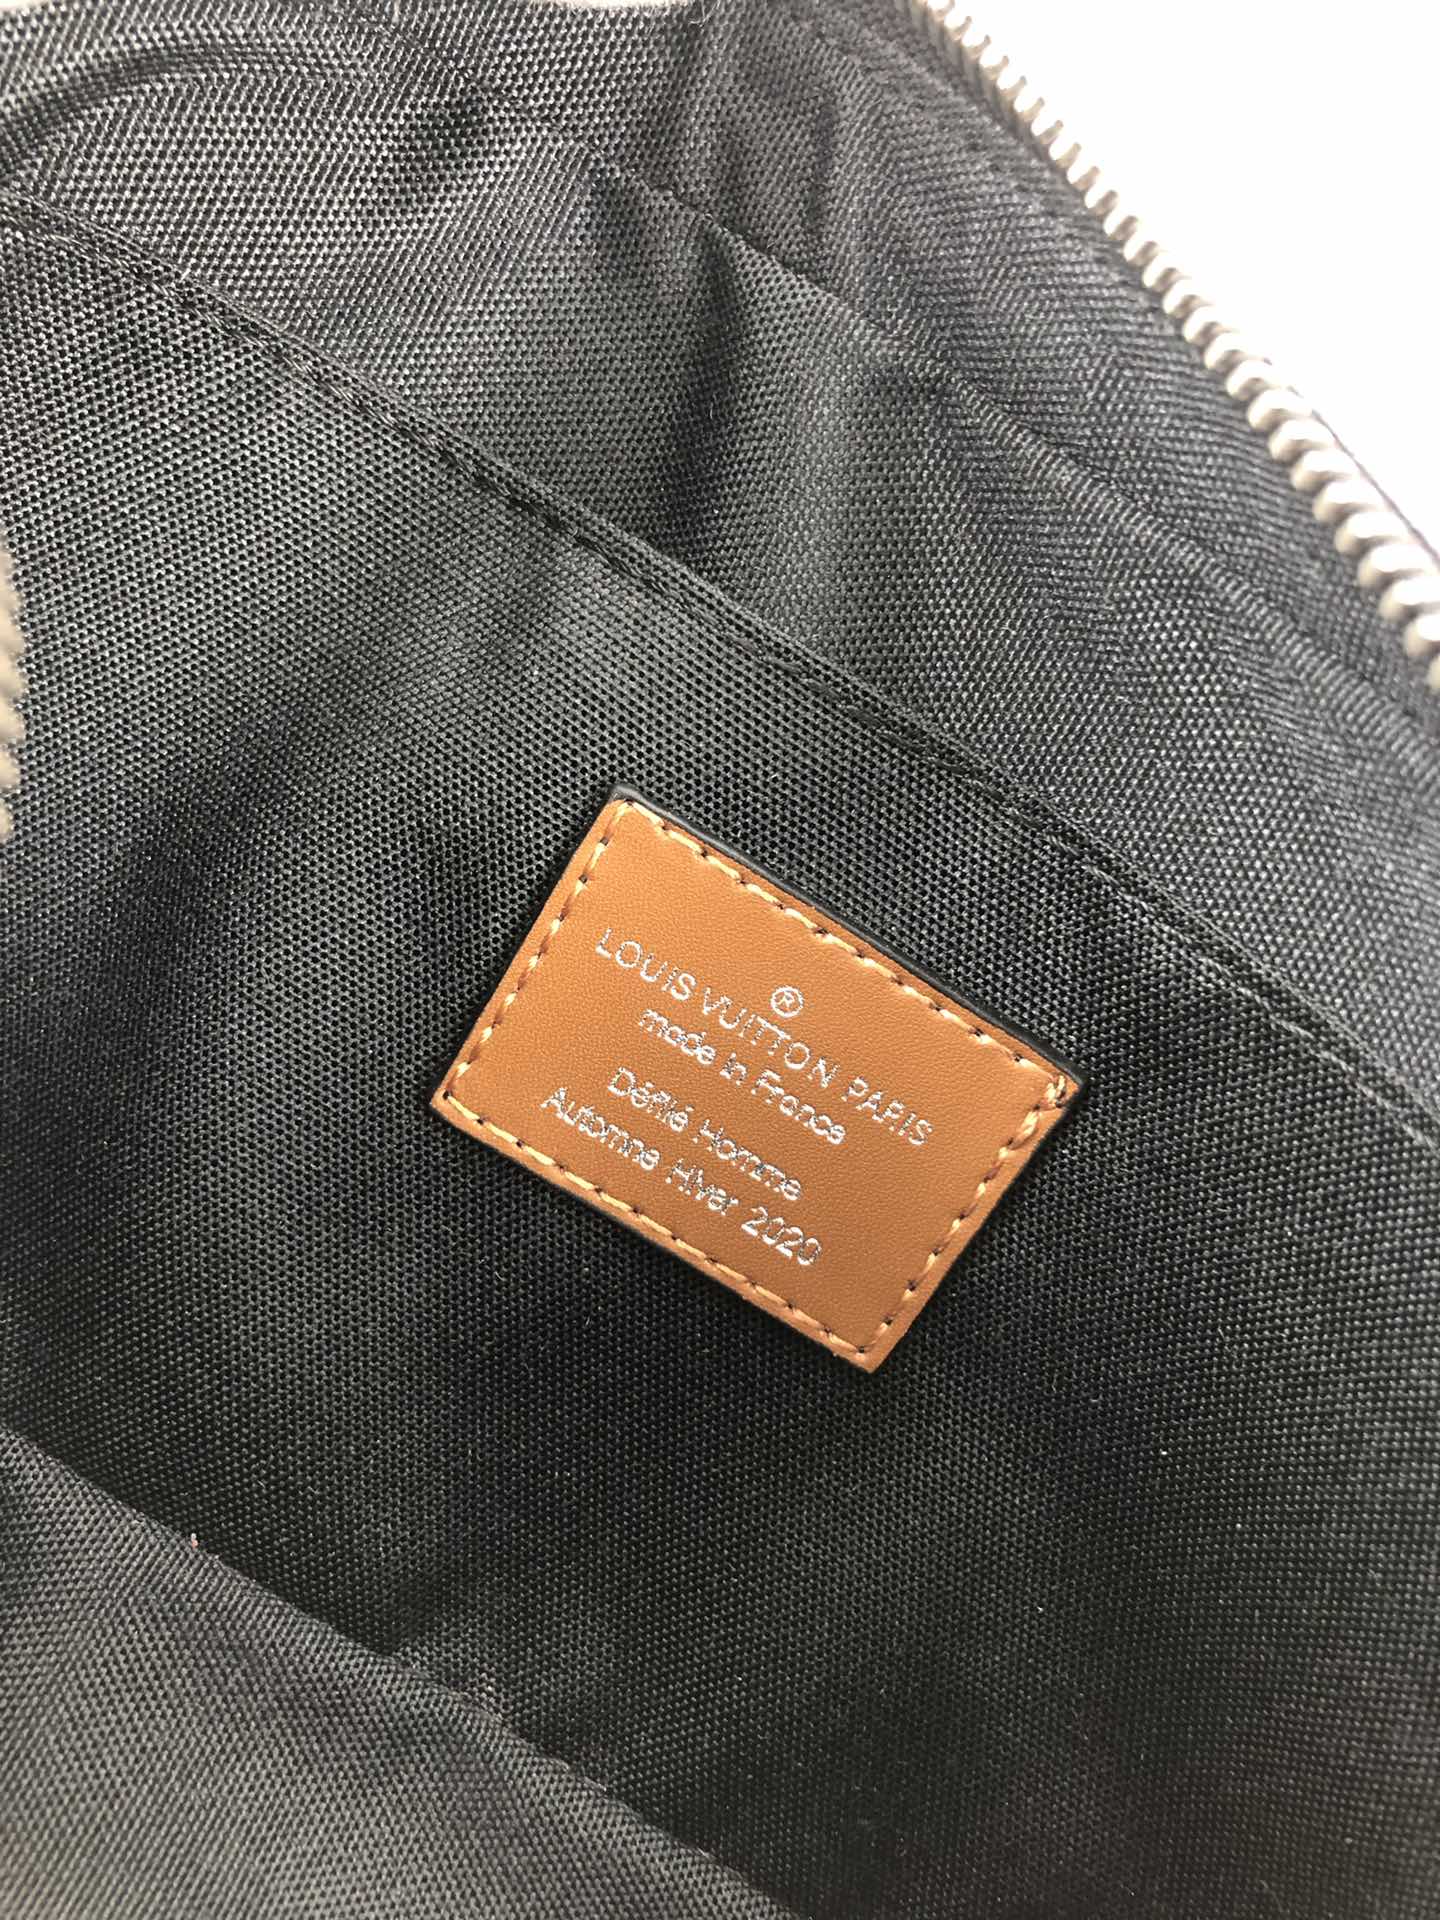 ®
LOUIS VUITTON PARIS
made in France
Défilé Homme
Automne Hiver 2020